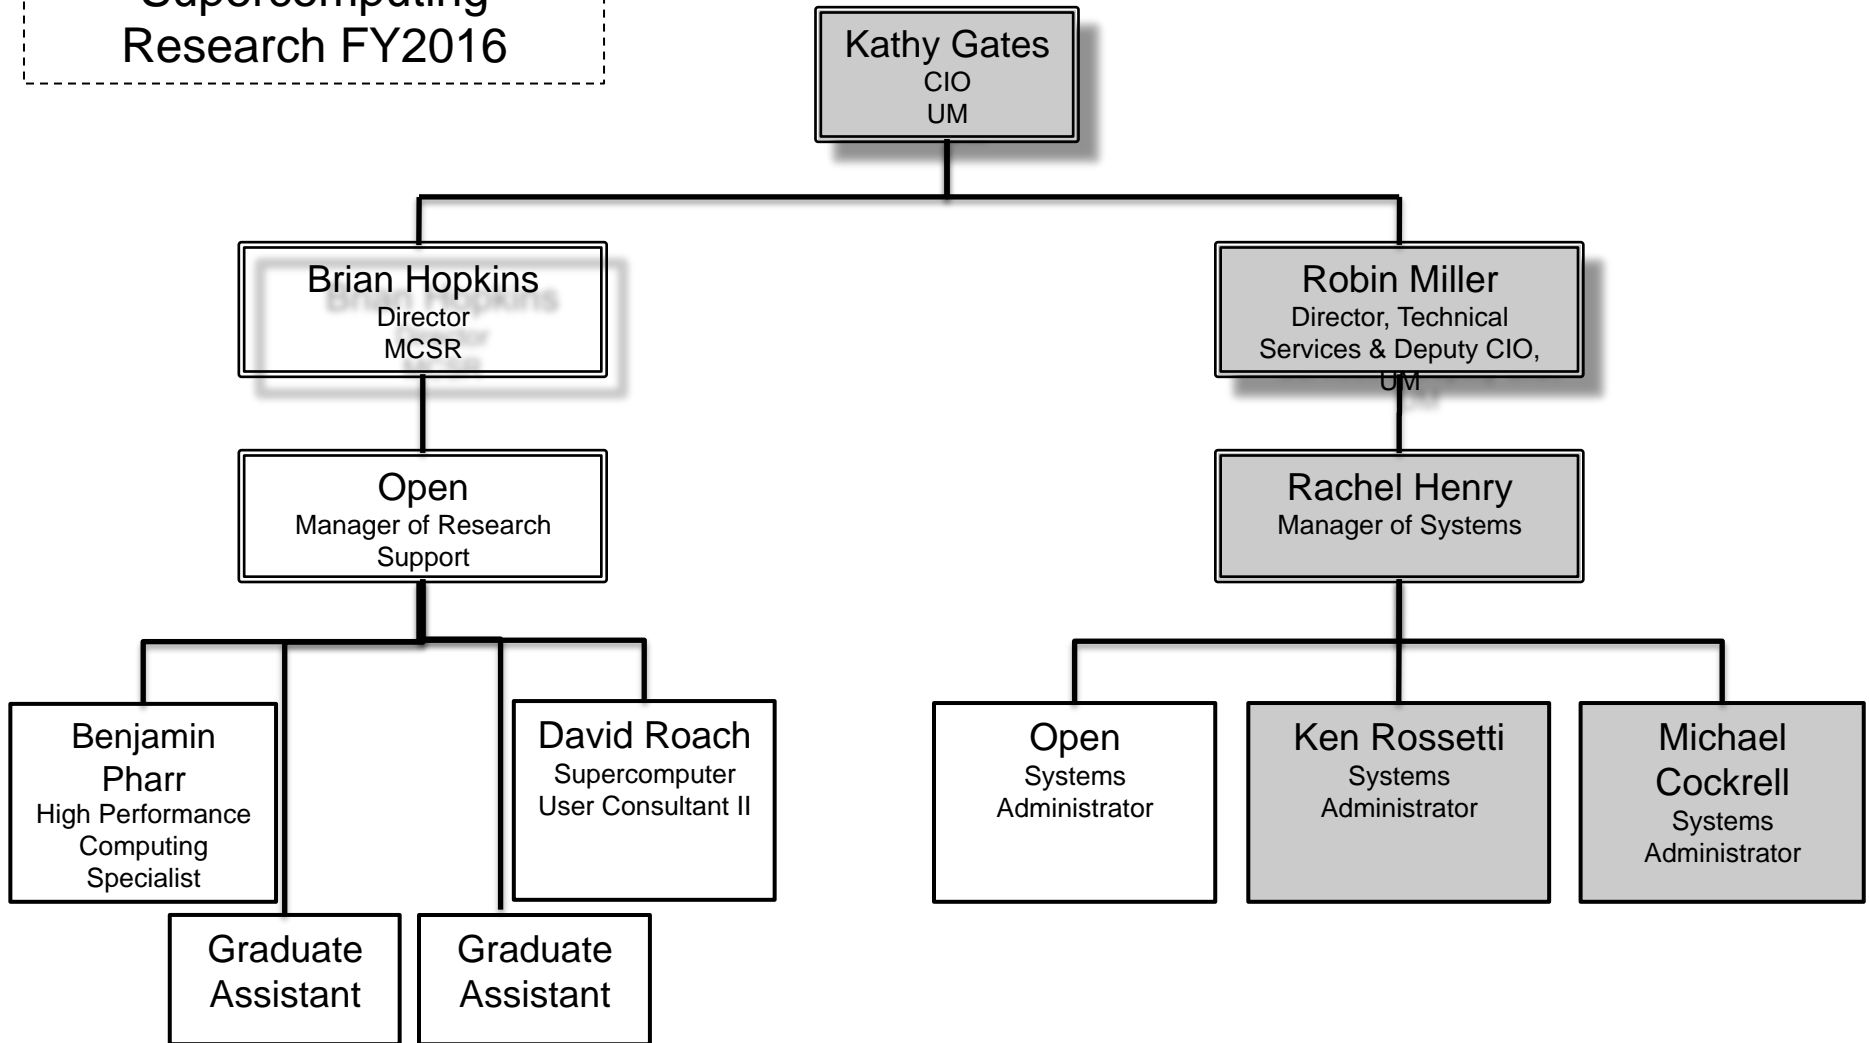 Supercomputing
Research FY2016
Kathy Gates
CIO
UM
Brian Hopkins
Director
MCSR
Robin Miller
Director, Technical
Services & Deputy CIO,
UM
Open
Manager of Research
Support
Rachel Henry
Manager of Systems
Benjamin
Pharr
High Performance
Computing
Specialist
David Roach
Supercomputer
User Consultant II
Open
Systems
Administrator
Ken Rossetti
Systems
Administrator
Michael
Cockrell
Systems
Administrator
Graduate
Assistant
Graduate
Assistant